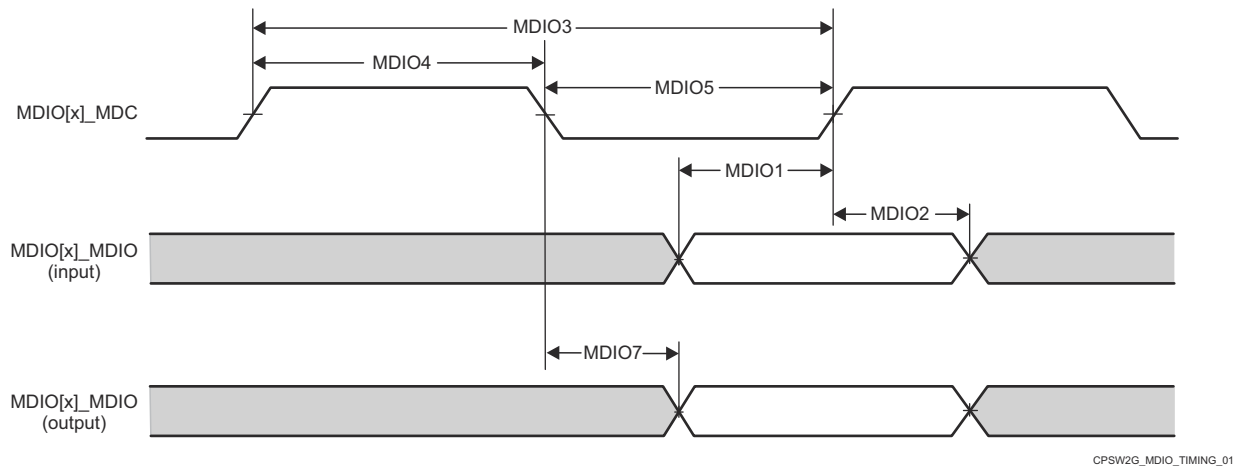 MDIO3
MDIO4
MDIO5
MDIO[x]_MDC
MDIO1
MDIO2
MDIO[x]_MDIO
(input)
MDIO7
MDIO[x]_MDIO
(output)
CPSW2G_MDIO_TIMING_01